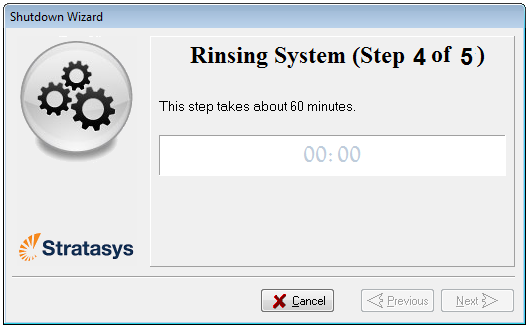 Shutdown Wizard
Rinsing System (Step 4 of 5)
This step takes about 60 minutes.
00:00
Stratasys
Cancel
Previous
Next